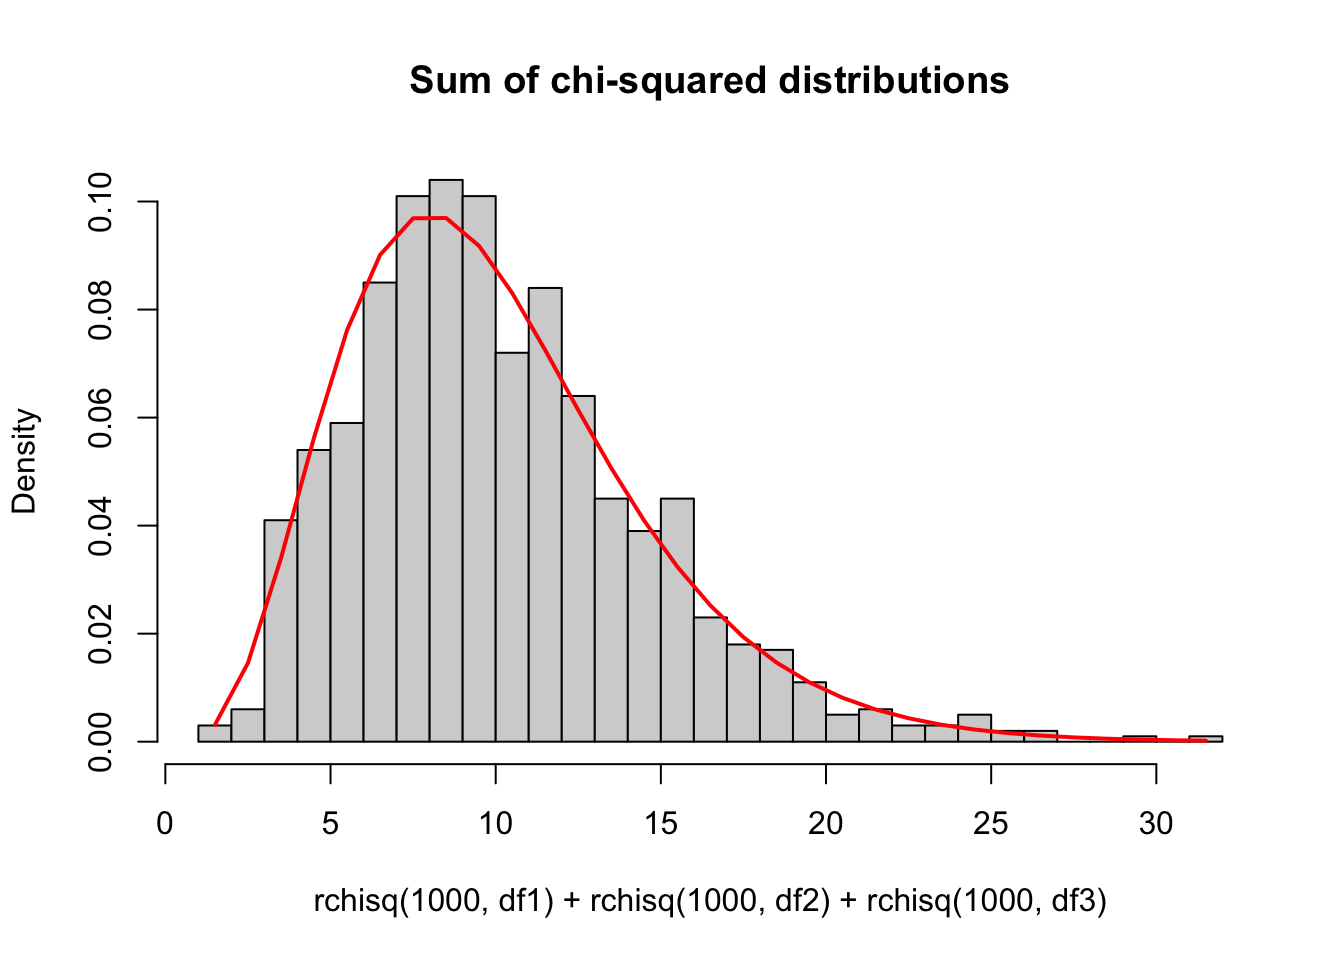 Sum of chi-squared distributions
Density
0.10
0.08
0.06
0.04
0.02
0.00
0 5 10 15 20 25 30
rchisq(1000, df1) + rchisq(1000, df2) + rchisq(1000, df3)